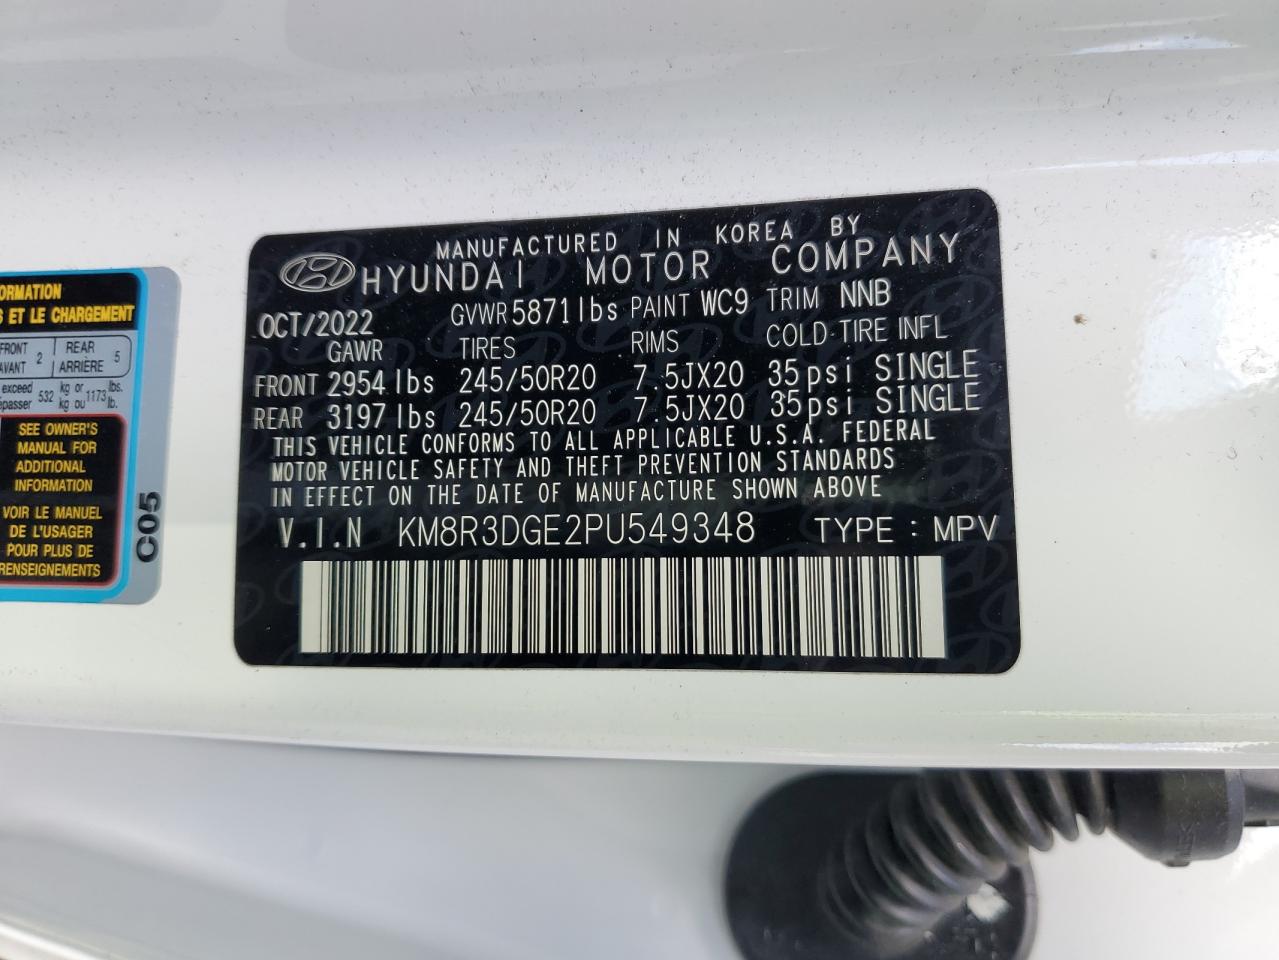 MANUFACTURED IN KOREA BY
HYUNDAI MOTOR COMPANY
OCT/2022 GVWR 5871lbs PAINT WC9 TRIM NNB
GAWR TIRES RIMS COLD TIRE INFL
FRONT 2954 lbs 245/50R20 7.5JX20 35psi SINGLE
REAR 3197 lbs 245/50R20 7.5JX20 35psi SINGLE
THIS VEHICLE CONFORMS TO ALL APPLICABLE U.S.A. FEDERAL
MOTOR VEHICLE SAFETY AND THEFT PREVENTION STANDARDS
IN EFFECT ON THE DATE OF MANUFACTURE SHOWN ABOVE
V.I.N KM8R3DGE2PU549348 TYPE : MPV
ET LE CHARGEMENT
FRONT 2 REAR 5
AVANT ARRIÈRE
exceed 532 kg or 1173 lbs.
kg ou lb.
SEE OWNER'S
MANUAL FOR
ADDITIONAL
INFORMATION
VOIR LE MANUEL
DE L'USAGER
POUR PLUS DE
RENSEIGNEMENTS
C05